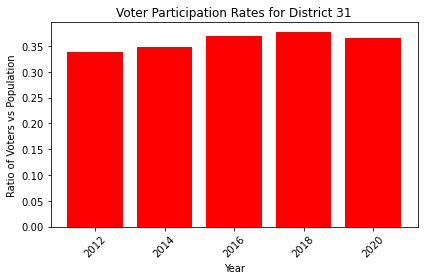 Voter Participation Rates for District 31
Ratio of Voters vs Population
0.35
0.30
0.25
0.20
0.15
0.10
0.05
0.00
2012 2014 2016 2018 2020
Year